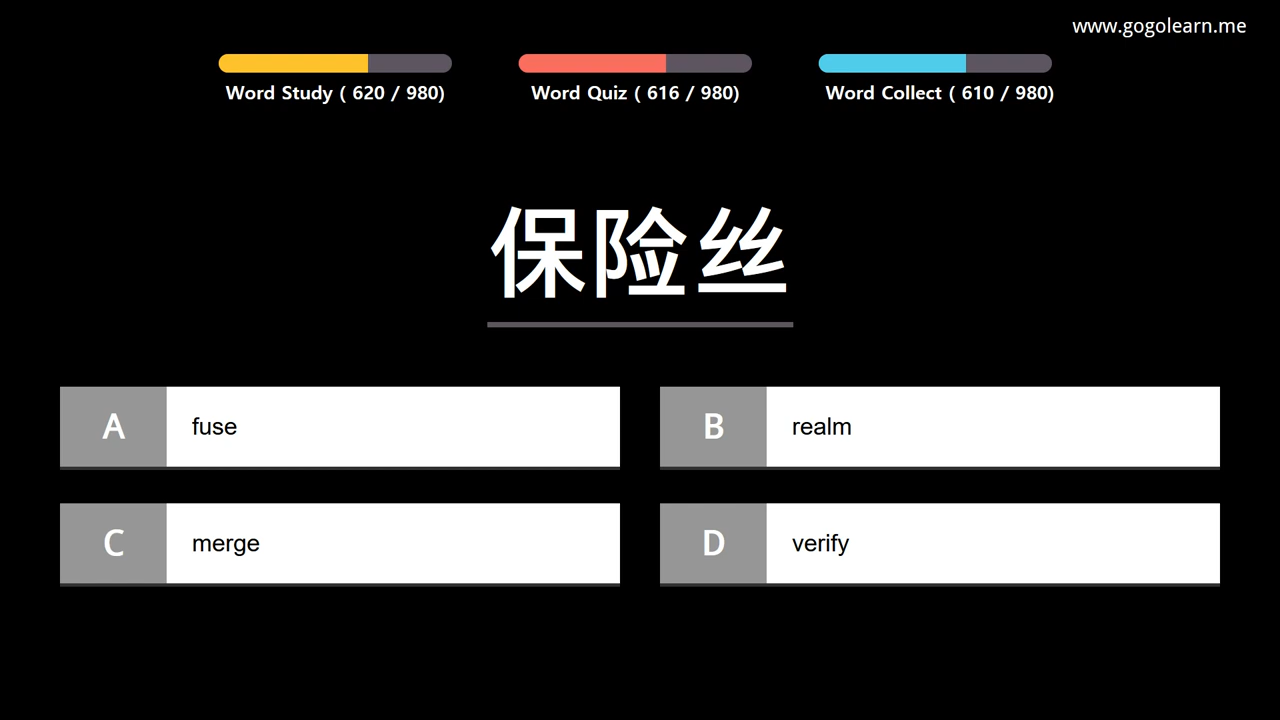 www.gogolearn.me
Word Study ( 620 / 980)
Word Quiz ( 616 / 980)
Word Collect ( 610 / 980)
保险丝
A fuse
B realm
C merge
D verify